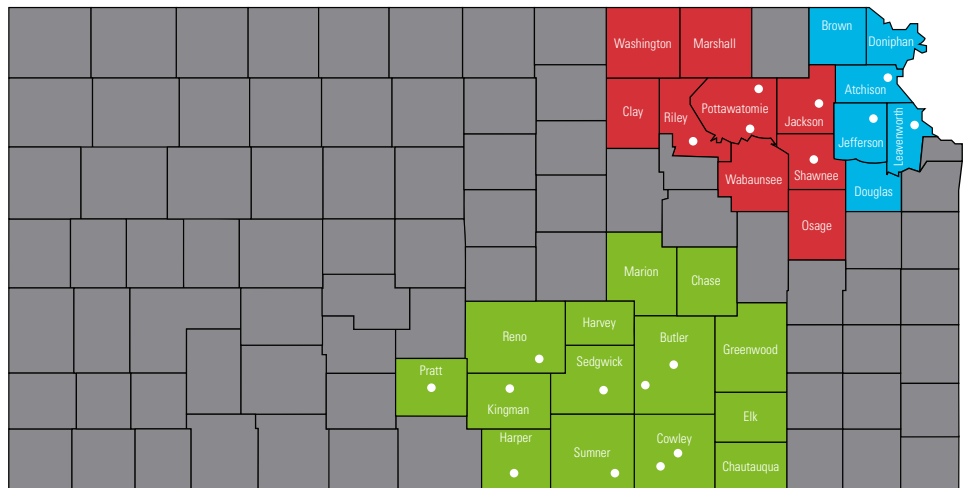 Brown
Doniphan
Washington
Marshall
Atchison
Clay
Riley
Pottawatomie
Jackson
Jefferson
Leavenworth
Wabaunsee
Shawnee
Douglas
Osage
Marion
Chase
Reno
Harvey
Butler
Greenwood
Sedgwick
Pratt
Kingman
Elk
Harper
Sumner
Cowley
Chautauqua